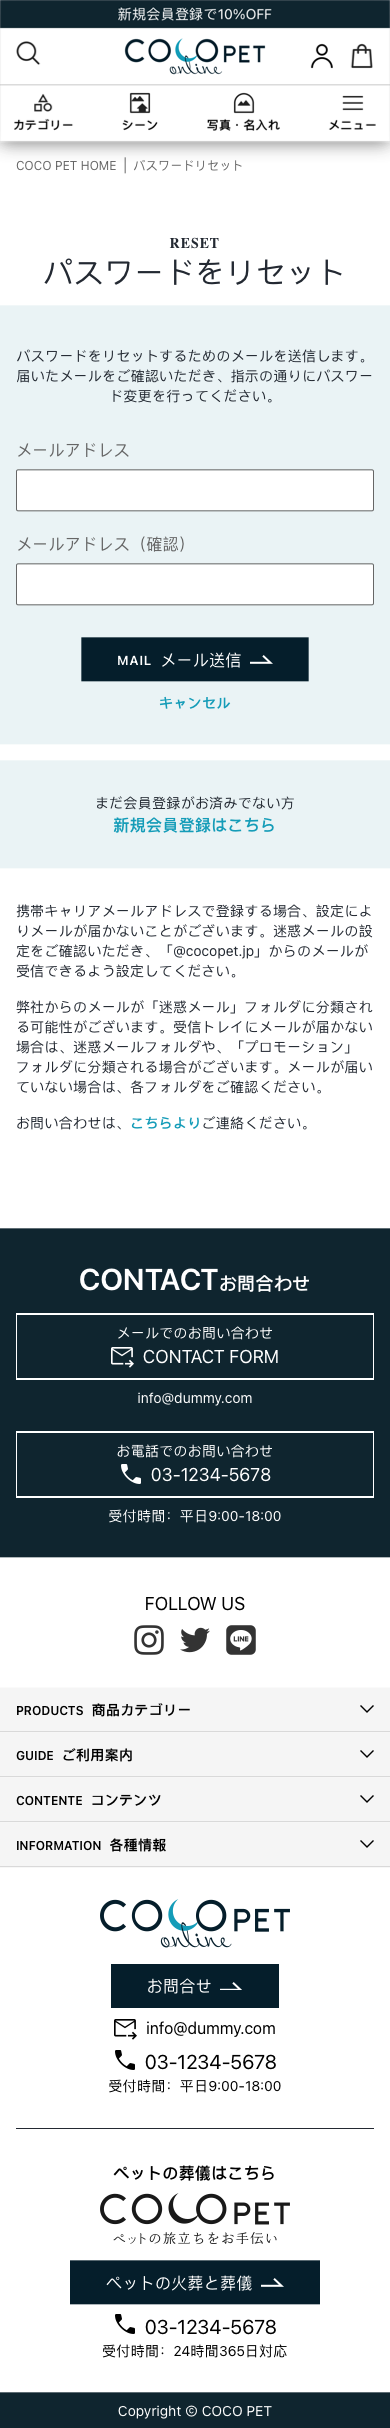 新規会員登録で10%OFF
COCOPET
online
カテゴリー
シーン
写真・名入れ
メニュー
COCO PET HOME | パスワードリセット
RESET
パスワードをリセット
パスワードをリセットするためのメールを送信します。
届いたメールをご確認いただき、指示の通りにパスワー
ド変更を行ってください。
メールアドレス
メールアドレス（確認）
MAIL メール送信
キャンセル
まだ会員登録がお済みでない方
新規会員登録はこちら
携帯キャリアメールアドレスで登録する場合、設定によ
りメールが届かないことがございます。迷惑メールの設
定をご確認いただき、「@cocopet.jp」からのメールが
受信できるよう設定してください。
弊社からのメールが「迷惑メール」フォルダに分類され
る可能性がございます。受信トレイにメールが届かない
場合は、迷惑メールフォルダや、「プロモーション」
フォルダに分類される場合がございます。メールが届い
ていない場合は、各フォルダをご確認ください。
お問い合わせは、こちらよりご連絡ください。
CONTACTお問合わせ
メールでのお問い合わせ
CONTACT FORM
info@dummy.com
お電話でのお問い合わせ
03-1234-5678
受付時間：平日9:00-18:00
FOLLOW US
LINE
PRODUCTS 商品カテゴリー
GUIDE ご利用案内
CONTENTE コンテンツ
INFORMATION 各種情報
COCOPET
online
お問合せ
info@dummy.com
03-1234-5678
受付時間：平日9:00-18:00
ペットの葬儀はこちら
COCOPET
ペットの旅立ちをお手伝い
ペットの火葬と葬儀
03-1234-5678
受付時間：24時間365日対応
Copyright © COCO PET